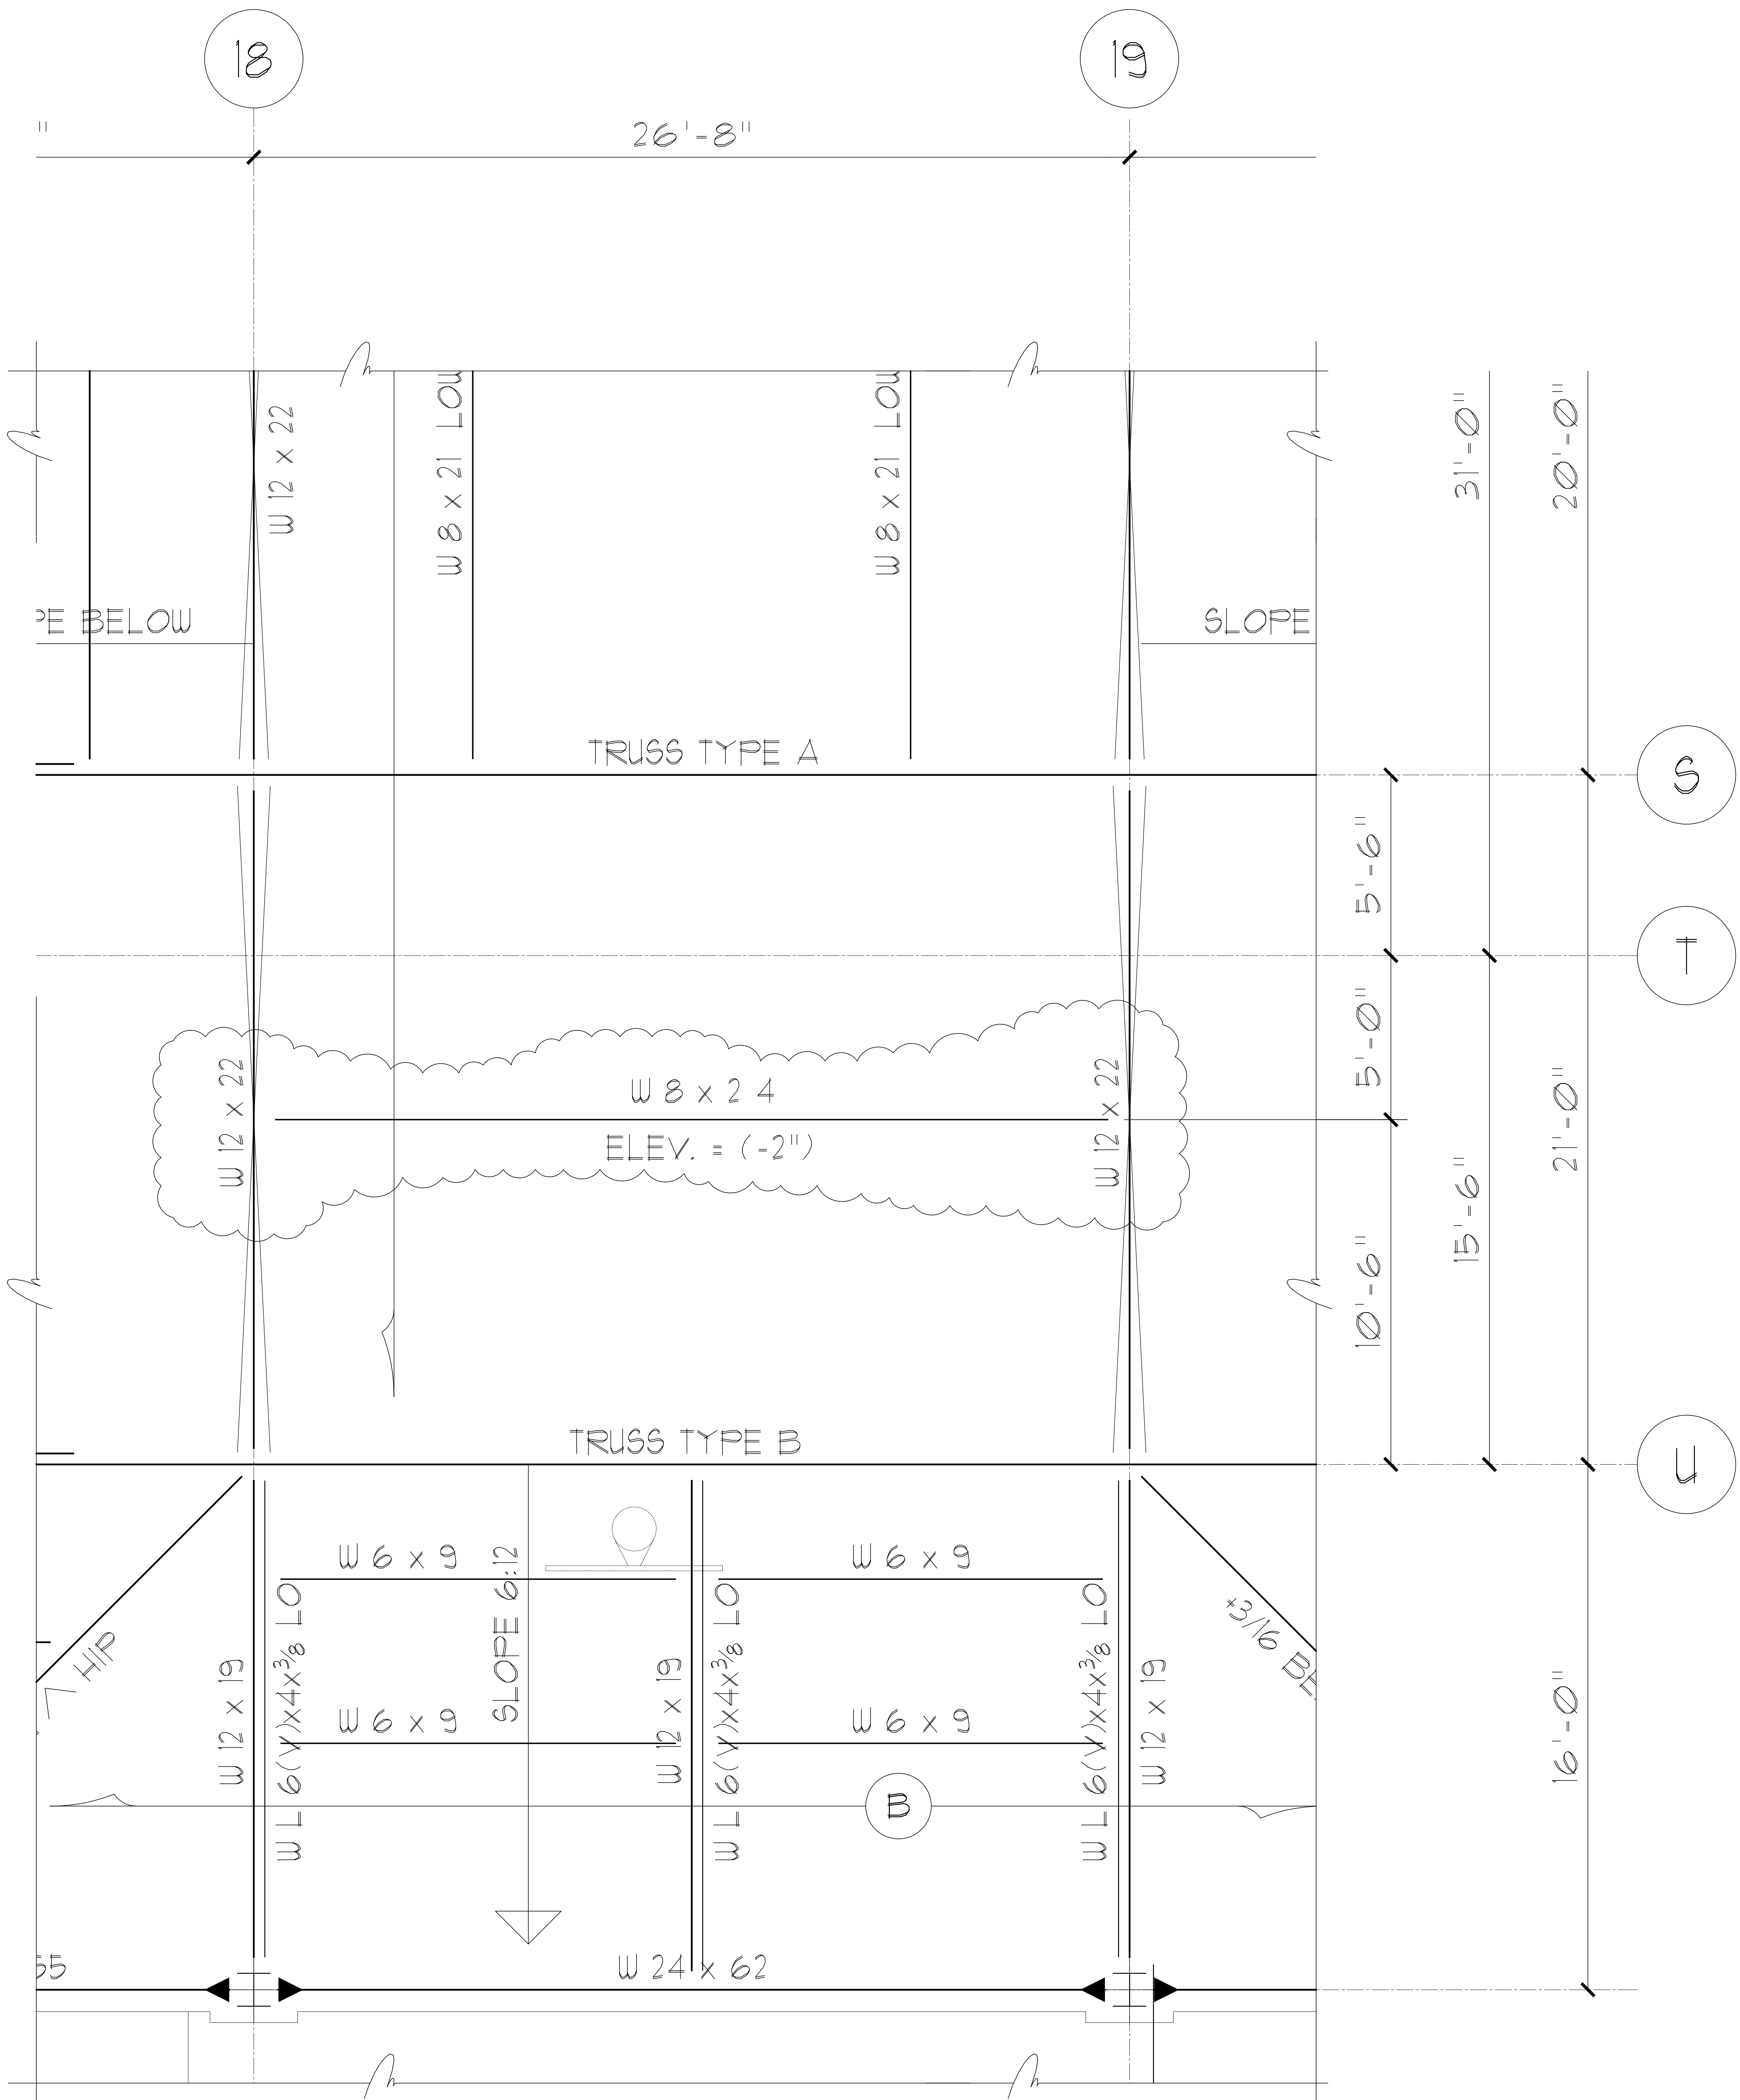 18
19
"
26'-8"
W 12 x 22
W 8 x 21 LOW
W 8 x 21 LOW
31'-0"
20'-0"
PE BELOW
SLOPE
TRUSS TYPE A
S
5'-6"
T
5'-0"
W 12 x 22
W 8 x 2 4
W 12 x 22
ELEV. = (-2")
21'-0"
15'-6"
10'-6"
TRUSS TYPE B
U
W 6 x 9
SLOPE 6:12
W 6 x 9
HIP
W 12 x 19
W L 6(V)x4x3/8 LO
W 6 x 9
W 12 x 19
W L 6(V)x4x3/8 LO
W 6 x 9
W L 6(V)x4x3/8 LO
W 12 x 19
+3/16 BE
16'-0"
B
55
W 24 x 62